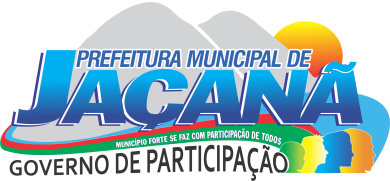 PREFEITURA MUNICIPAL DE
JAÇANÃ
MUNICÍPIO FORTE SE FAZ COM PARTICIPAÇÃO DE TODOS
GOVERNO DE PARTICIPAÇÃO